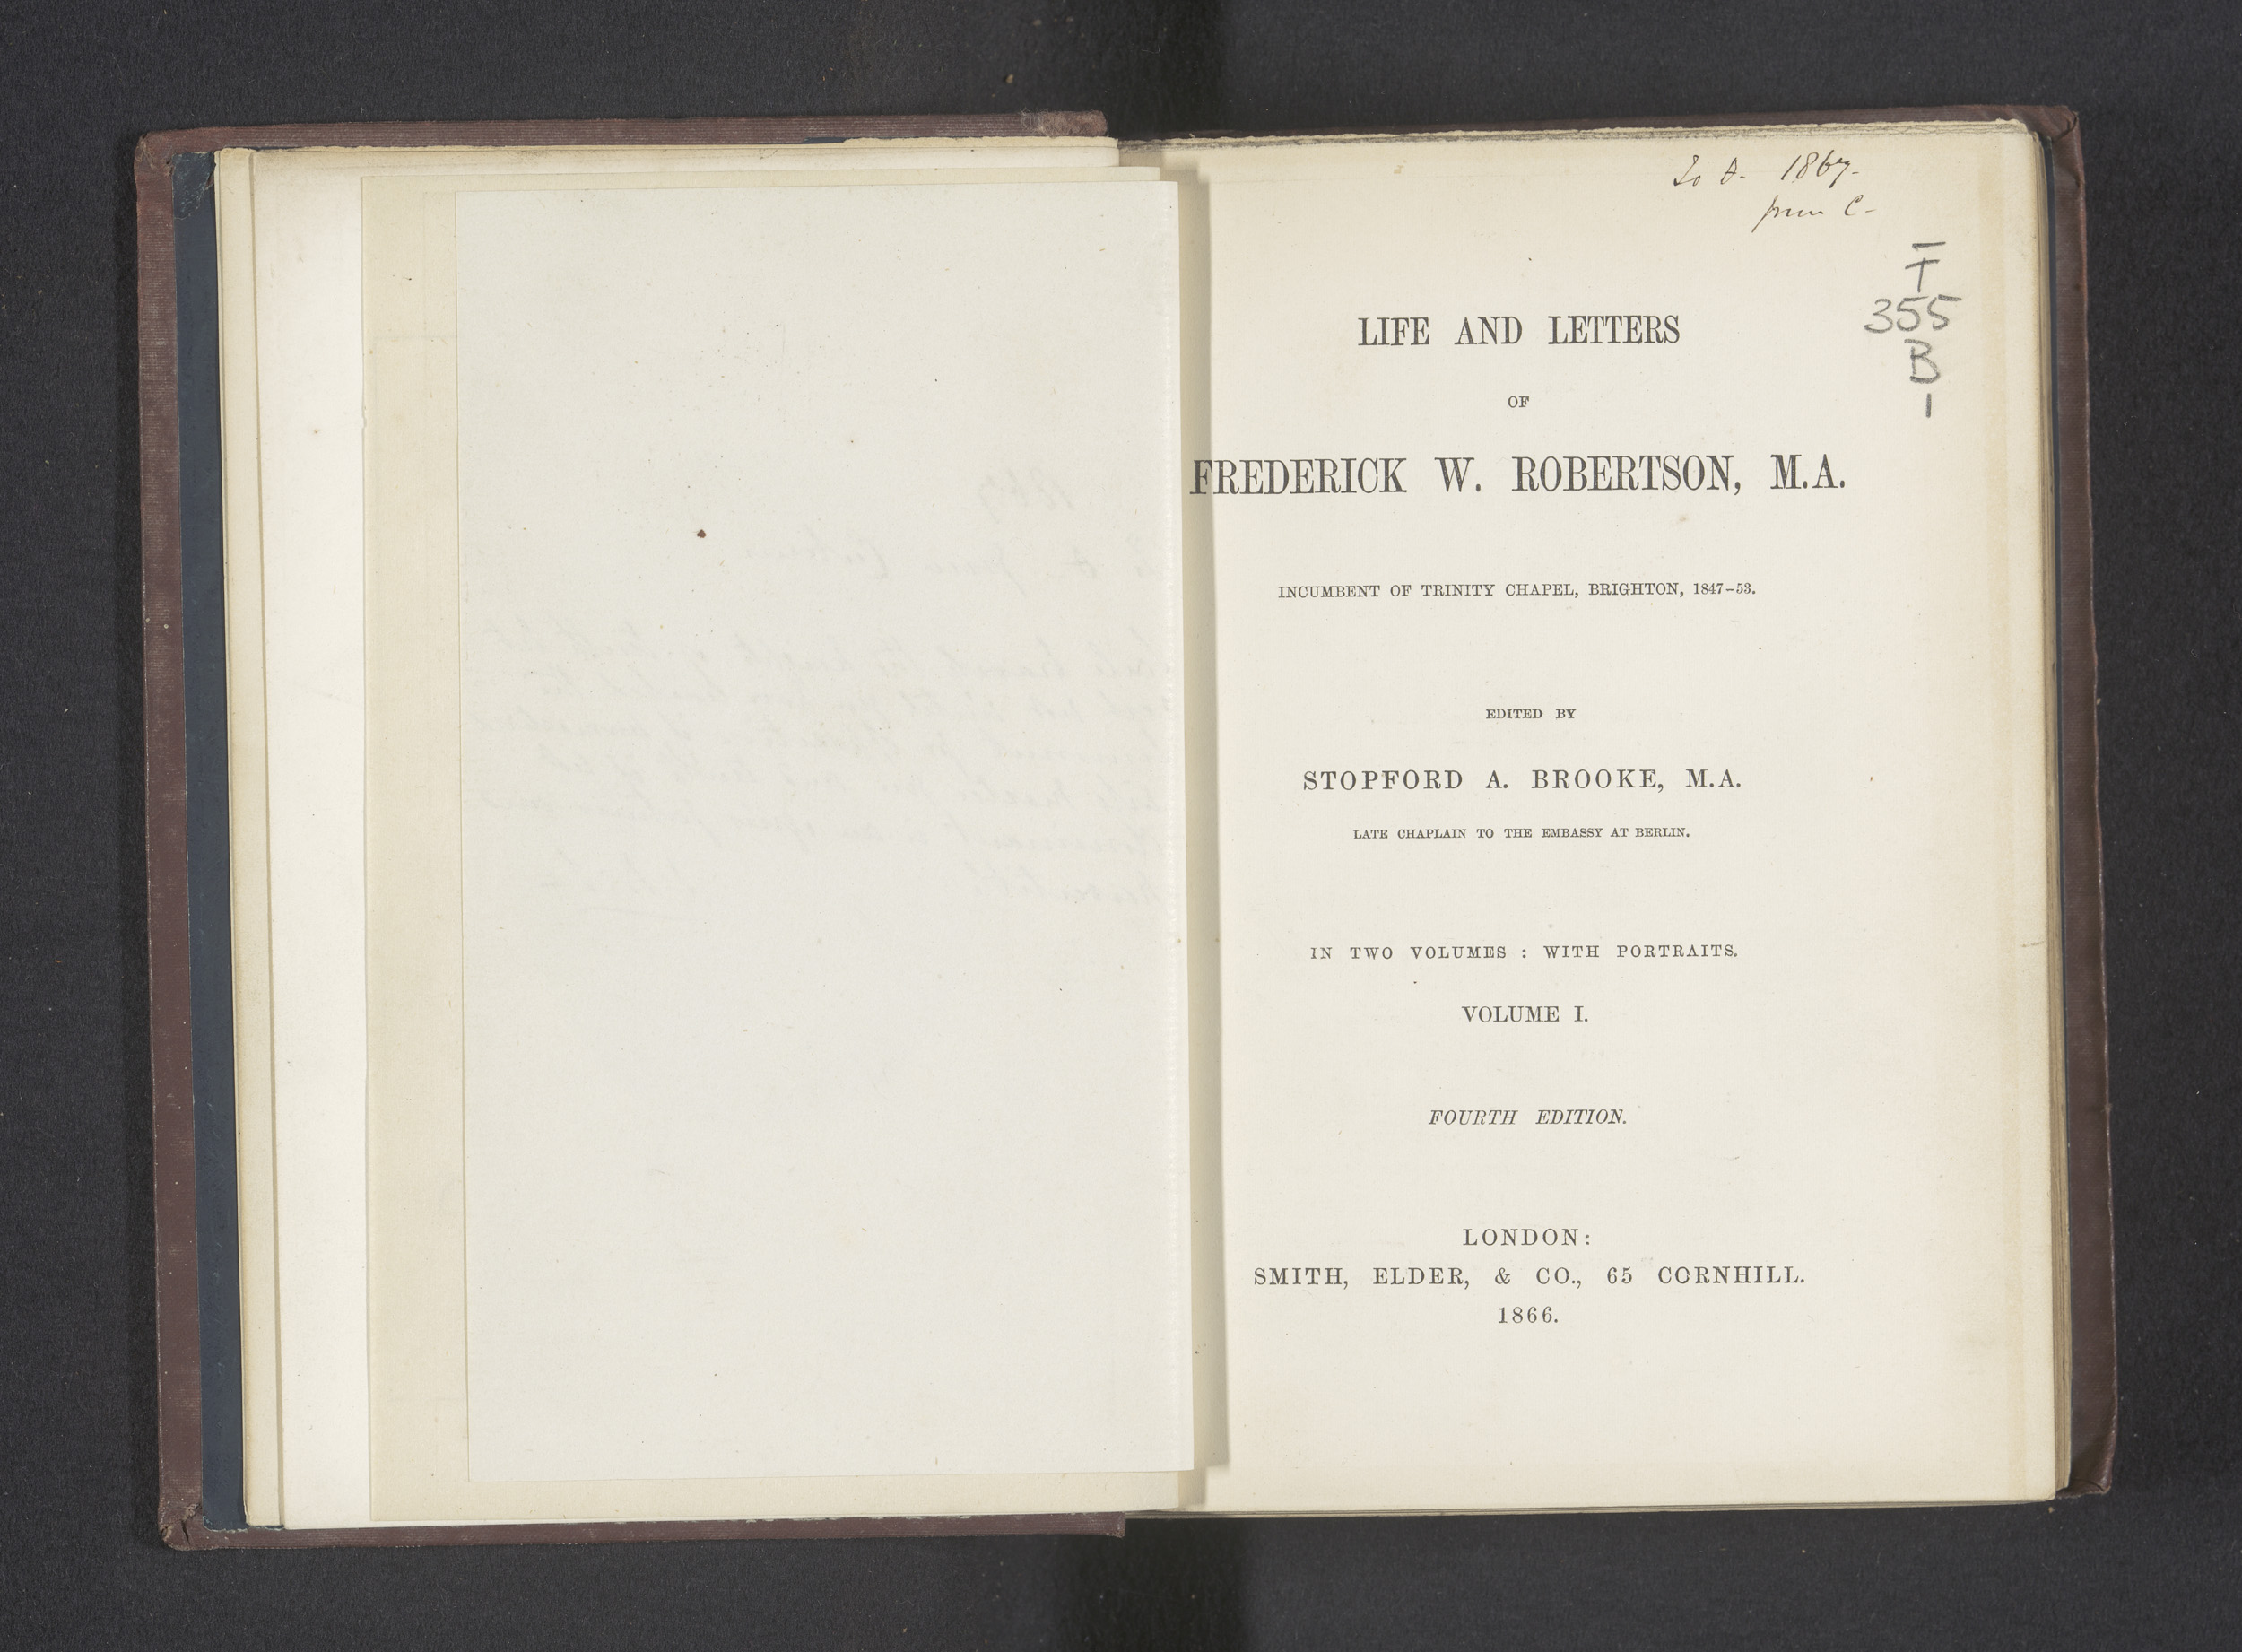 To A. 1867.
from C-
T
355
B
1
LIFE AND LETTERS
OF
FREDERICK W. ROBERTSON, M.A.
INCUMBENT OF TRINITY CHAPEL, BRIGHTON, 1847-53.
EDITED BY
STOPFORD A. BROOKE, M.A.
LATE CHAPLAIN TO THE EMBASSY AT BERLIN.
IN TWO VOLUMES : WITH PORTRAITS.
VOLUME I.
FOURTH EDITION.
LONDON:
SMITH, ELDER, & CO., 65 CORNHILL.
1866.